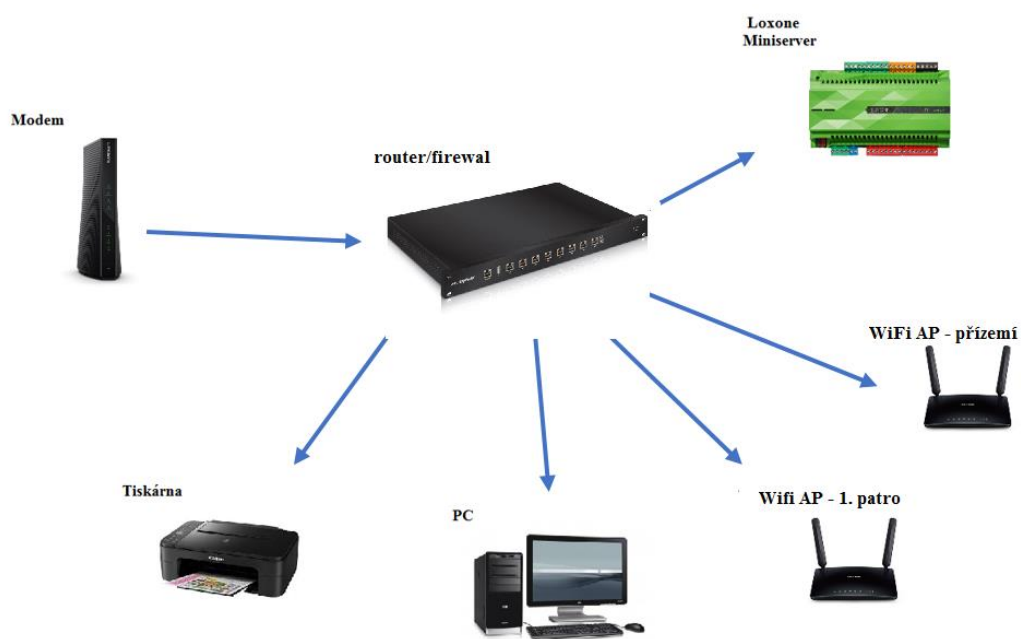 Loxone
Miniserver
Modem
router/firewal
WiFi AP - přízemí
Tiskárna
PC
Wifi AP - 1. patro